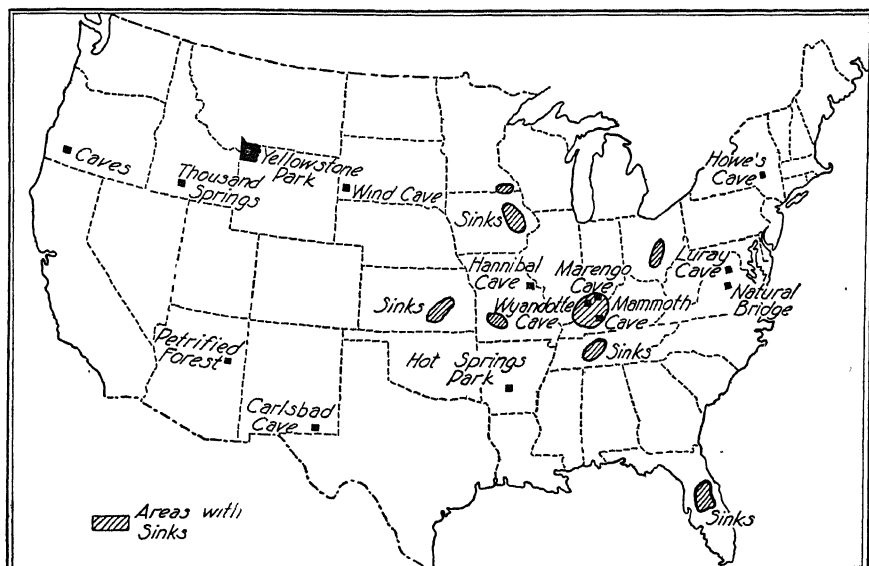 Caves
Thousand
Springs
Yellowstone
Park
Wind Cave
Sinks
Howe's
Cave
Hannibal
Cave
Marengo
Cave
Luray
Cave
Natural
Bridge
Sinks
Wyandotte
Cave
Mammoth
Cave
Petrified
Forest
Hot Springs
Park
Sinks
Carlsbad
Cave
Areas with
Sinks
Sinks